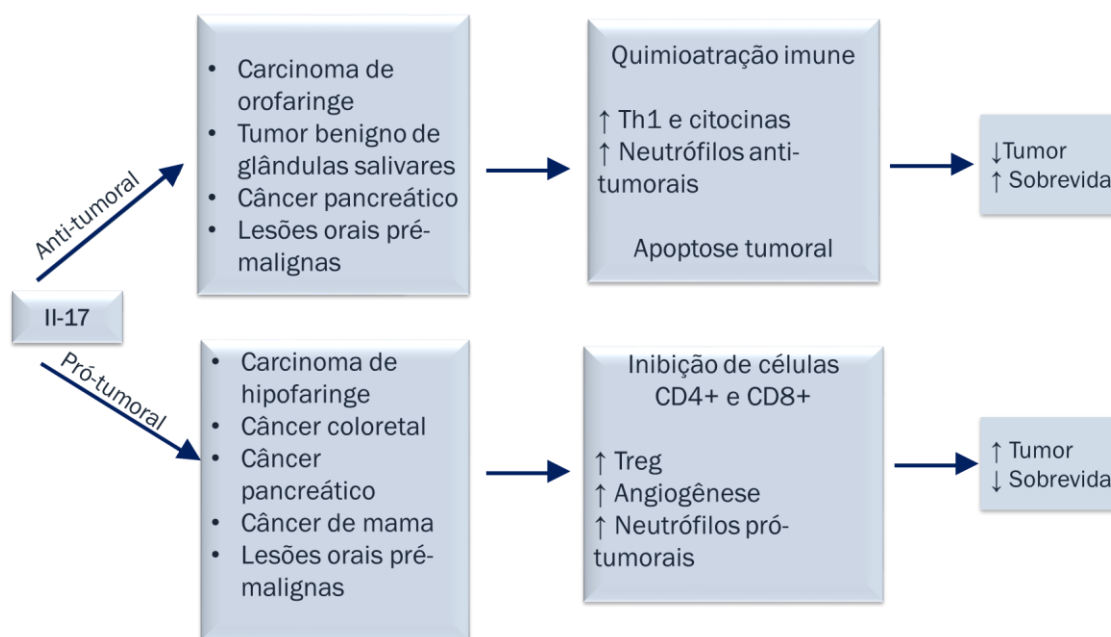 Anti-tumoral
• Carcinoma de
orofaringe
• Tumor benigno de
glândulas salivares
• Câncer pancreático
• Lesões orais pré-
malignas
Quimioatração imune
↑ Th1 e citocinas
↑ Neutrófilos anti-
tumorais
Apoptose tumoral
↓Tumor
↑ Sobrevida
Il-17
Pró-tumoral
• Carcinoma de
hipofaringe
• Câncer coloretal
• Câncer
pancreático
• Câncer de mama
• Lesões orais pré-
malignas
Inibição de células
CD4+ e CD8+
↑ Treg
↑ Angiogênese
↑ Neutrófilos pró-
tumorais
↑ Tumor
↓ Sobrevida